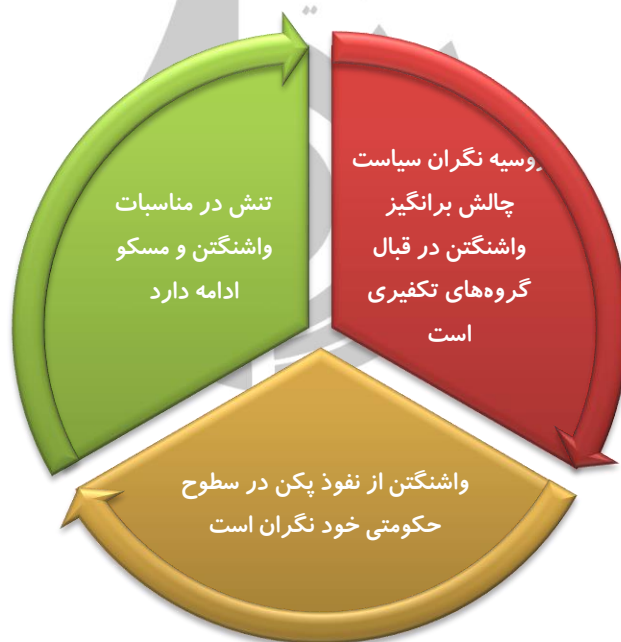 روسیه نگران سیاست
چالش برانگیز
واشنگتن در قبال
گروه‌های تکفیری
است
واشنگتن از نفوذ پکن در سطوح
حکومتی خود نگران است
تنش در مناسبات
واشنگتن و مسکو
ادامه دارد